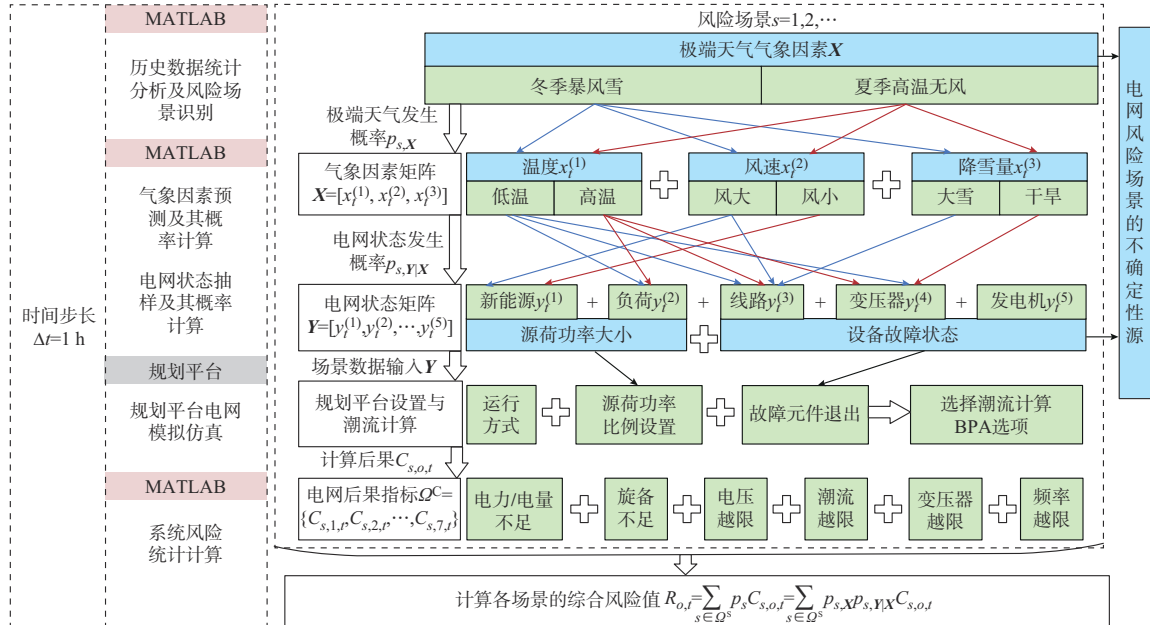 时间步长
Δt=1 h
MATLAB
历史数据统计
分析及风险场
景识别
MATLAB
气象因素预
测及其概
率计算
电网状态抽
样及其概率
计算
规划平台
规划平台电网
模拟仿真
MATLAB
系统风险
统计计算
风险场景s=1,2,⋯
极端天气气象因素X
冬季暴风雪 夏季高温无风
极端天气发生
概率p_{s,X}
气象因素矩阵
X=[x_t^{(1)}, x_t^{(2)}, x_t^{(3)}]
温度x_t^{(1)} 风速x_t^{(2)} 降雪量x_t^{(3)}
低温 高温 风大 风小 大雪 干旱
电网状态发生
概率p_{s,Y|X}
电网状态矩阵
Y=[y_t^{(1)},y_t^{(2)},⋯,y_t^{(5)}]
新能源y_t^{(1)} + 负荷y_t^{(2)} + 线路y_t^{(3)} + 变压器y_t^{(4)} + 发电机y_t^{(5)}
源荷功率大小 设备故障状态
场景数据输入Y
规划平台设置与
潮流计算
运行
方式
源荷功率
比例设置
故障元件退出
选择潮流计算
BPA选项
计算后果C_{s,o,t}
电网后果指标Ω^C=
{C_{s,1,t},C_{s,2,t},⋯,C_{s,7,t}}
电力/电量
不足
旋备
不足
电压
越限
潮流
越限
变压器
越限
频率
越限
电网风险场景的不确定性源
计算各场景的综合风险值 R_{o,t}=∑_{s∈Ω^S} p_s C_{s,o,t}=∑_{s∈Ω^S} p_{s,X}p_{s,Y|X}C_{s,o,t}